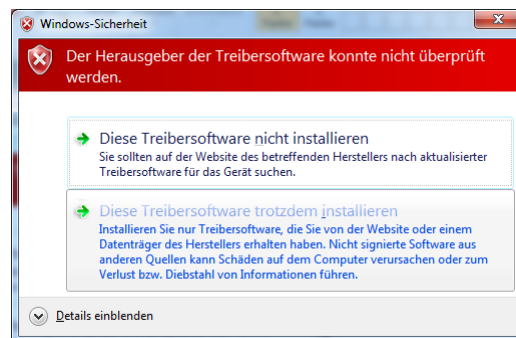 Windows-Sicherheit
Der Herausgeber der Treibersoftware konnte nicht überprüft
werden.
Diese Treibersoftware nicht installieren
Sie sollten auf der Website des betreffenden Herstellers nach aktualisierter
Treibersoftware für das Gerät suchen.
Diese Treibersoftware trotzdem installieren
Installieren Sie nur Treibersoftware, die Sie von der Website oder einem
Datenträger des Herstellers erhalten haben. Nicht signierte Software aus
anderen Quellen kann Schäden auf dem Computer verursachen oder zum
Verlust bzw. Diebstahl von Informationen führen.
Details einblenden